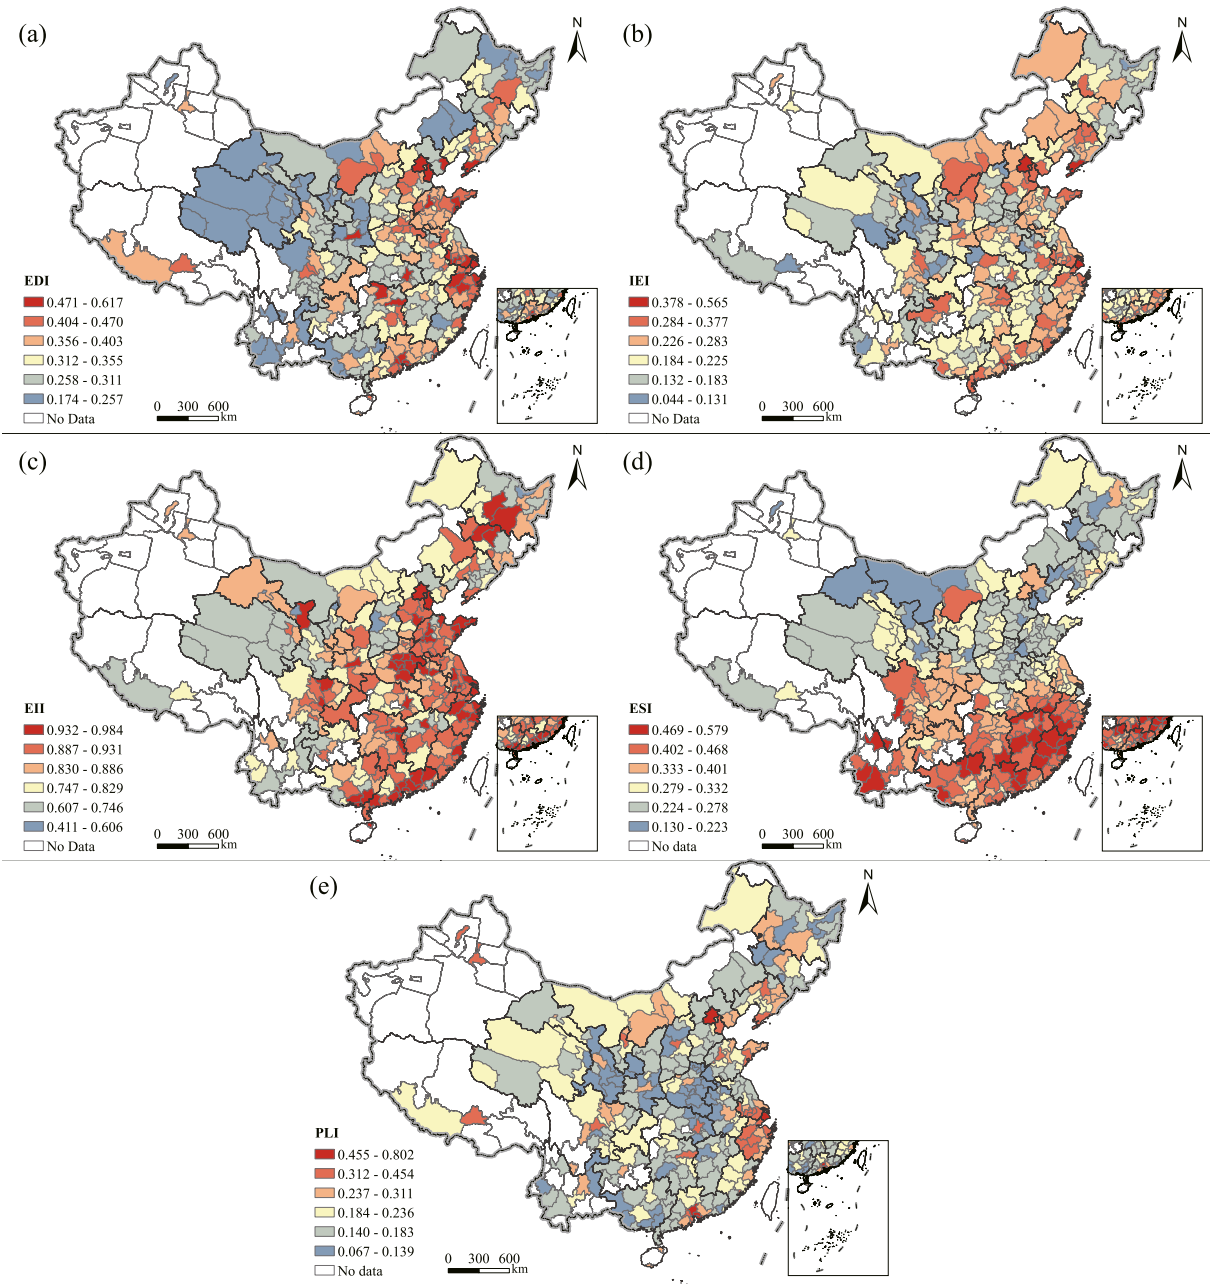 (a)
N
EDI
0.471 - 0.617
0.404 - 0.470
0.356 - 0.403
0.312 - 0.355
0.258 - 0.311
0.174 - 0.257
No Data
0 300 600
km
(b)
N
IEI
0.378 - 0.565
0.284 - 0.377
0.226 - 0.283
0.184 - 0.225
0.132 - 0.183
0.044 - 0.131
No Data
0 300 600
km
(c)
N
EII
0.932 - 0.984
0.887 - 0.931
0.830 - 0.886
0.747 - 0.829
0.607 - 0.746
0.411 - 0.606
No Data
0 300 600
km
(d)
N
ESI
0.469 - 0.579
0.402 - 0.468
0.333 - 0.401
0.279 - 0.332
0.224 - 0.278
0.130 - 0.223
No data
0 300 600
km
(e)
N
PLI
0.455 - 0.802
0.312 - 0.454
0.237 - 0.311
0.184 - 0.236
0.140 - 0.183
0.067 - 0.139
No data
0 300 600
km